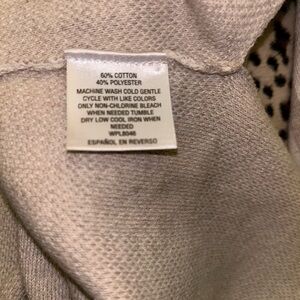 60% COTTON
40% POLYESTER
MACHINE WASH COLD GENTLE
CYCLE WITH LIKE COLORS
ONLY NON-CHLORINE BLEACH
WHEN NEEDED TUMBLE
DRY LOW COOL IRON WHEN
NEEDED
WPL8046
ESPAÑOL EN REVERSO